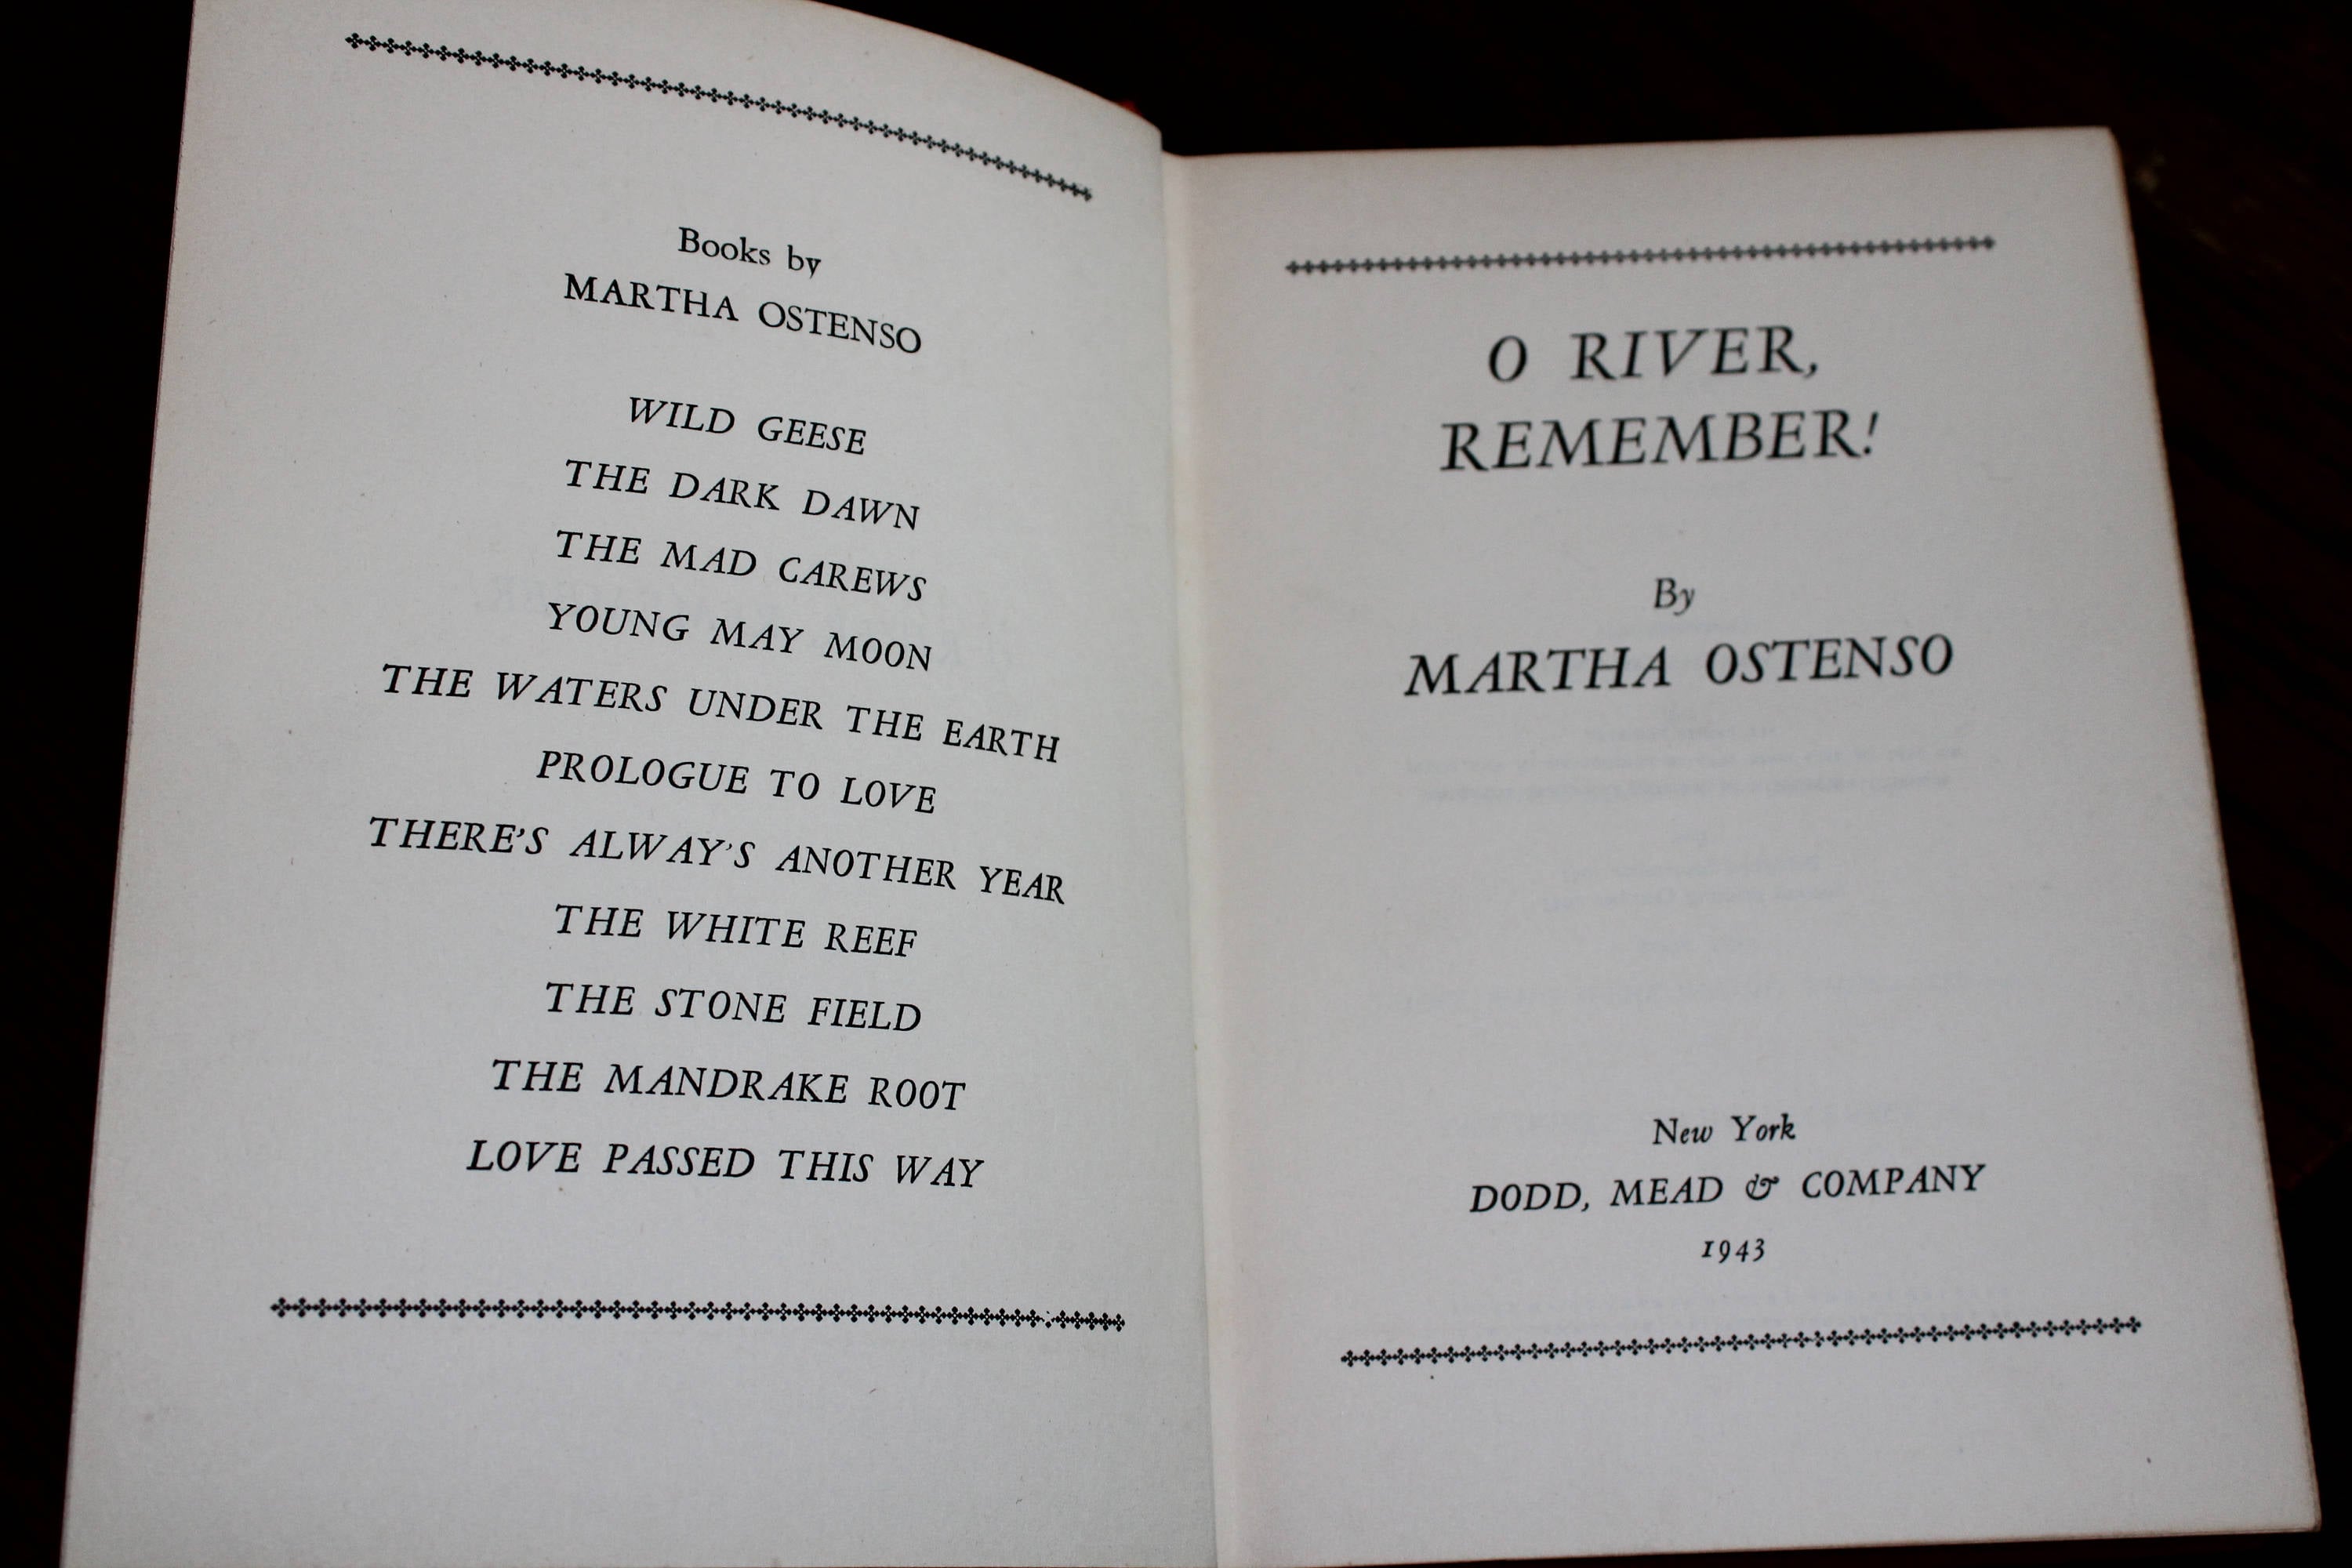 Books by
MARTHA OSTENSO
WILD GEESE
THE DARK DAWN
THE MAD CAREWS
YOUNG MAY MOON
THE WATERS UNDER THE EARTH
PROLOGUE TO LOVE
THERE'S ALWAY'S ANOTHER YEAR
THE WHITE REEF
THE STONE FIELD
THE MANDRAKE ROOT
LOVE PASSED THIS WAY
O RIVER,
REMEMBER!
By
MARTHA OSTENSO
New York
DODD, MEAD & COMPANY
1943